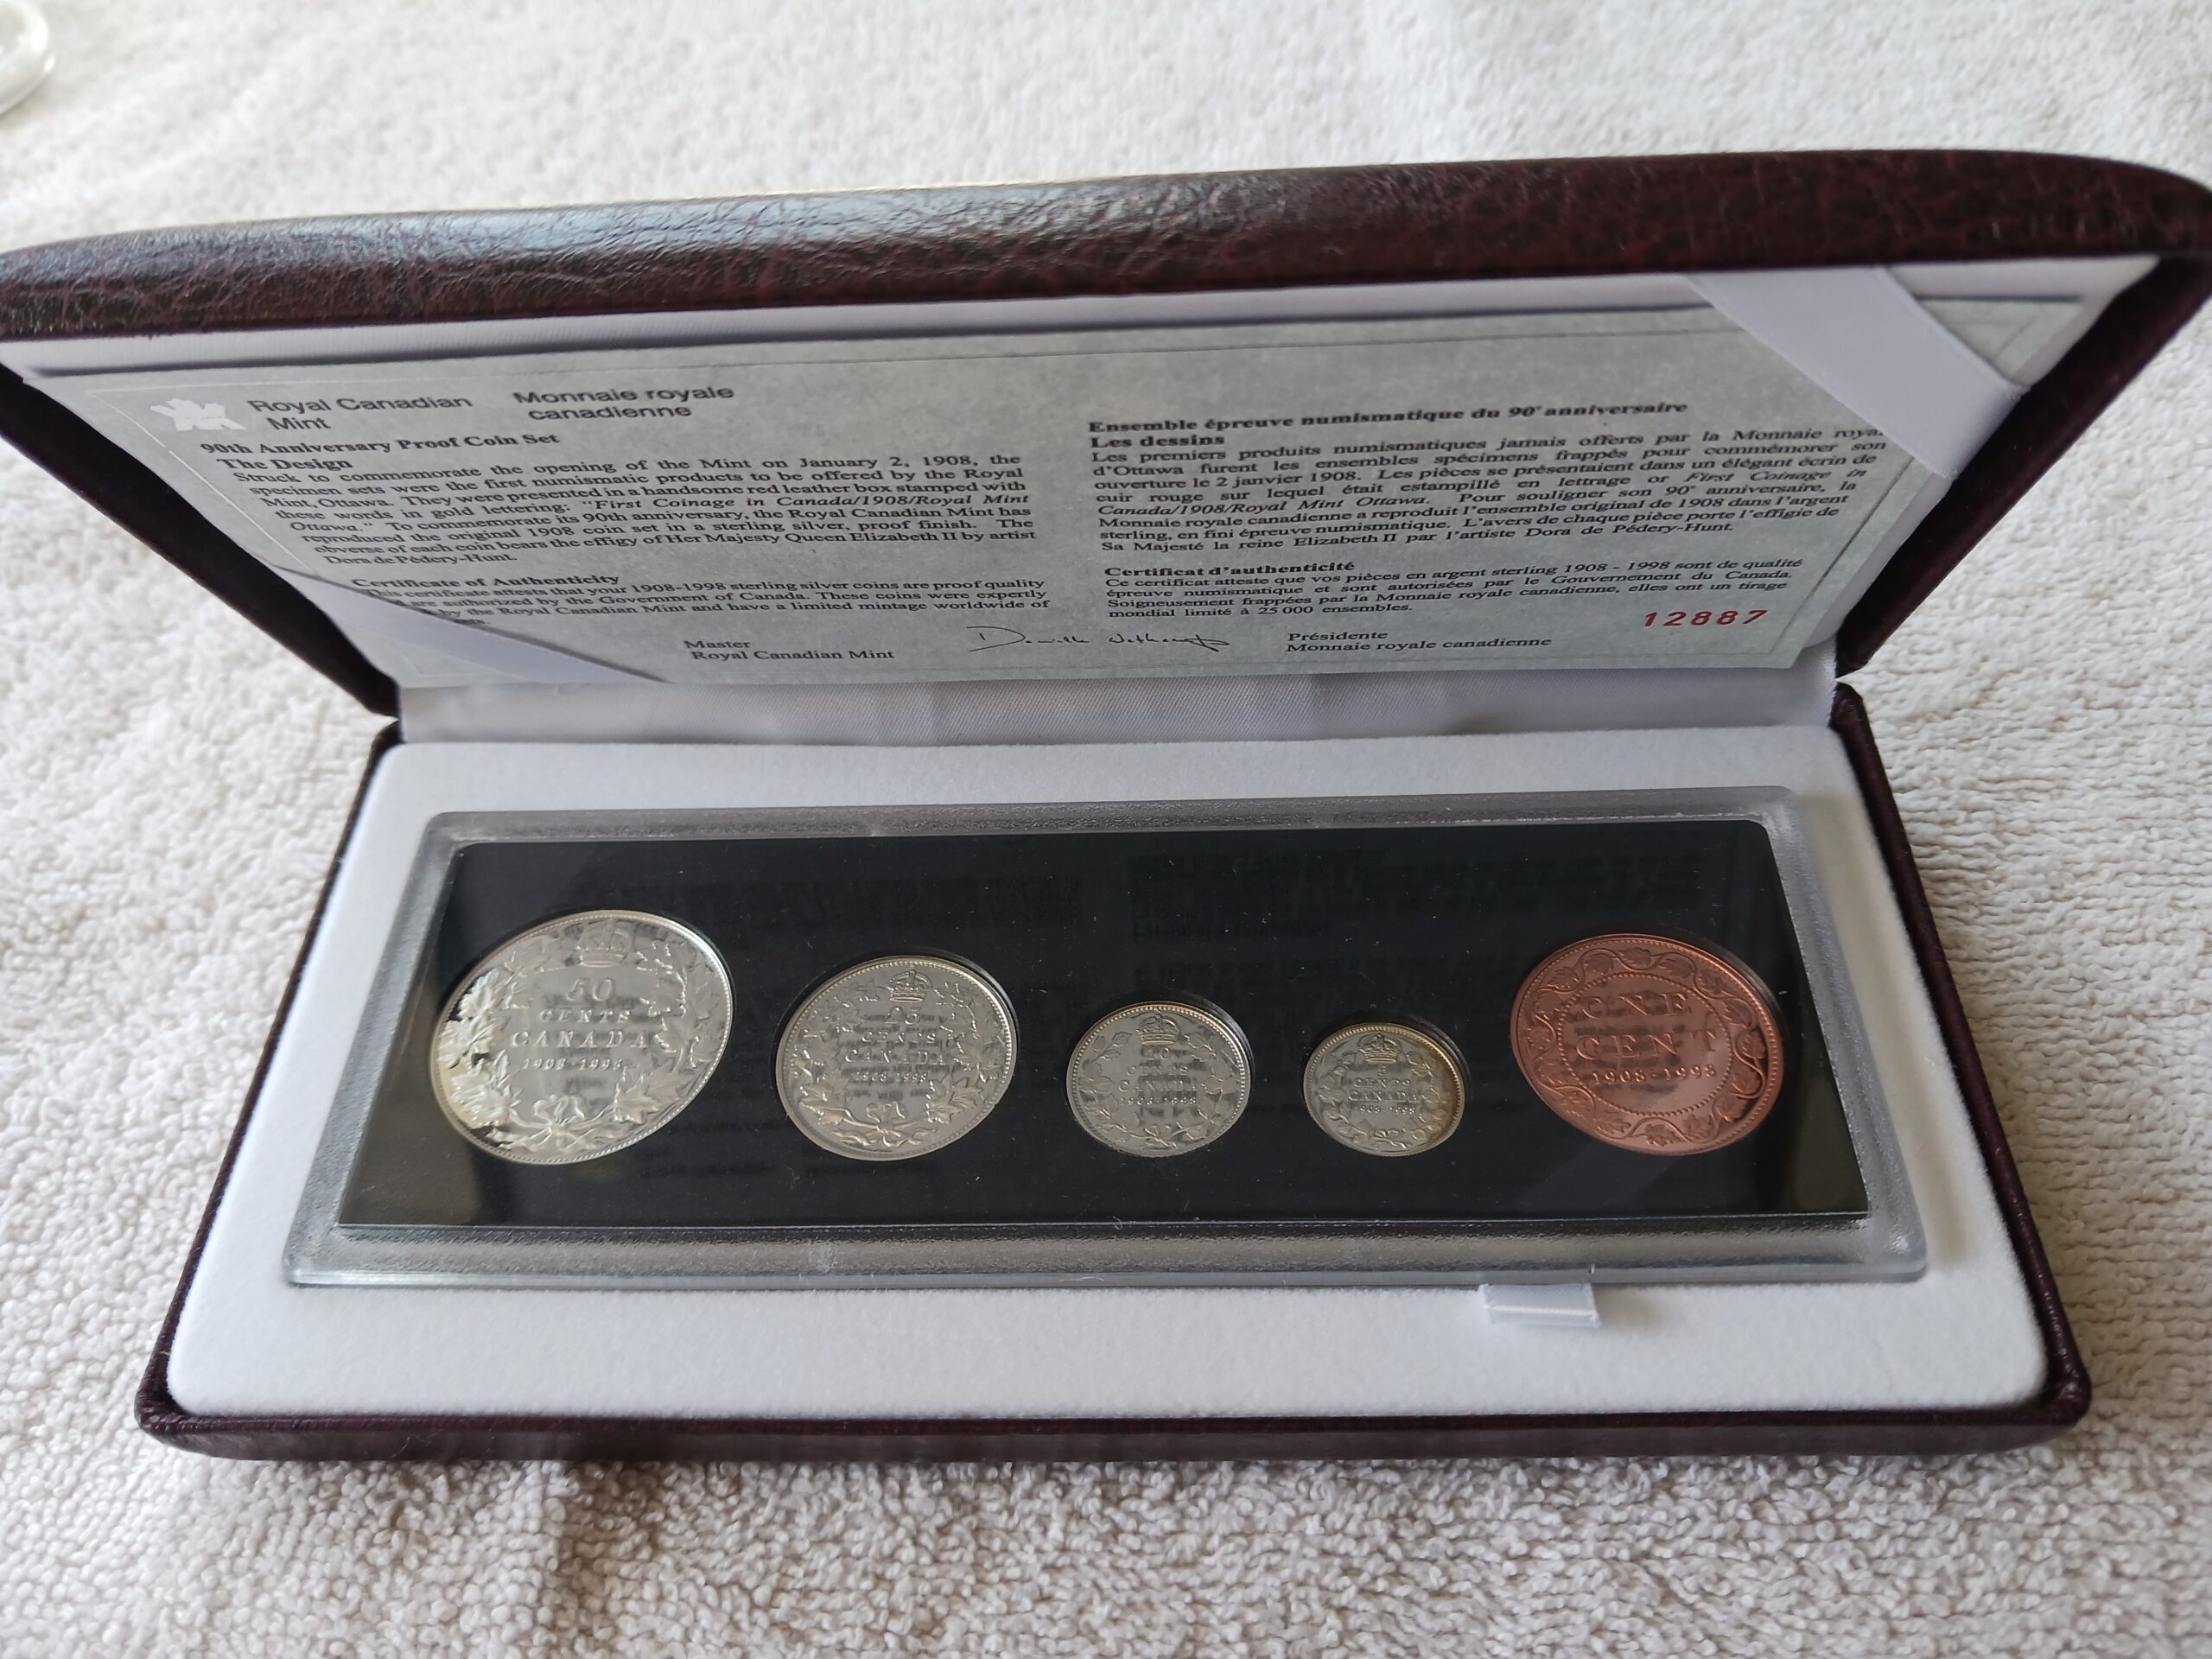 Royal Canadian
Mint
Monnaie royale
canadienne
90th Anniversary Proof Coin Set
The Design
Struck to commemorate the opening of the Mint on January 2, 1908, the
specimen sets were the first numismatic products to be offered by the Royal
Mint, Ottawa. They were presented in a handsome red leather box stamped with
these words in gold lettering: "First Coinage in Canada/1908/Royal Mint
Ottawa." To commemorate its 90th anniversary, the Royal Canadian Mint has
reproduced the original 1908 coin set in a sterling silver, proof finish. The
obverse of each coin bears the effigy of Her Majesty Queen Elizabeth II by artist
Dora de Pédery-Hunt.
Certificate of Authenticity
This certificate attests that your 1908-1998 sterling silver coins are proof quality
are authorized by the Government of Canada. These coins were expertly
by the Royal Canadian Mint and have a limited mintage worldwide of
Master
Royal Canadian Mint
Ensemble épreuve numismatique du 90e anniversaire
Les dessins
Les premiers produits numismatiques jamais offerts par la Monnaie royal
d'Ottawa furent les ensembles spécimens frappés pour commémorer son
ouverture le 2 janvier 1908. Les pièces se présentaient dans un élégant écrin de
cuir rouge sur lequel était estampillé en lettrage or First Coinage in
Canada/1908/Royal Mint Ottawa. Pour souligner son 90e anniversaire, la
Monnaie royale canadienne a reproduit l'ensemble original de 1908 dans l'argent
sterling, en fini épreuve numismatique. L'avers de chaque pièce porte l'effigie de
Sa Majesté la reine Elizabeth II par l'artiste Dora de Pédery-Hunt.
Certificat d'authenticité
Ce certificat atteste que vos pièces en argent sterling 1908 - 1998 sont de qualité
épreuve numismatique et sont autorisées par le Gouvernement du Canada.
Soigneusement frappées par la Monnaie royale canadienne, elles ont un tirage
mondial limité à 25 000 ensembles.
12887
Présidente
Monnaie royale canadienne
50
CENTS
CANADA
1908-1998
CENTS
CANADA
1908-1998
CENTS
CANADA
1908-1998
5
CENTS
CANADA
1908-1998
ONE
CENT
1908-1998